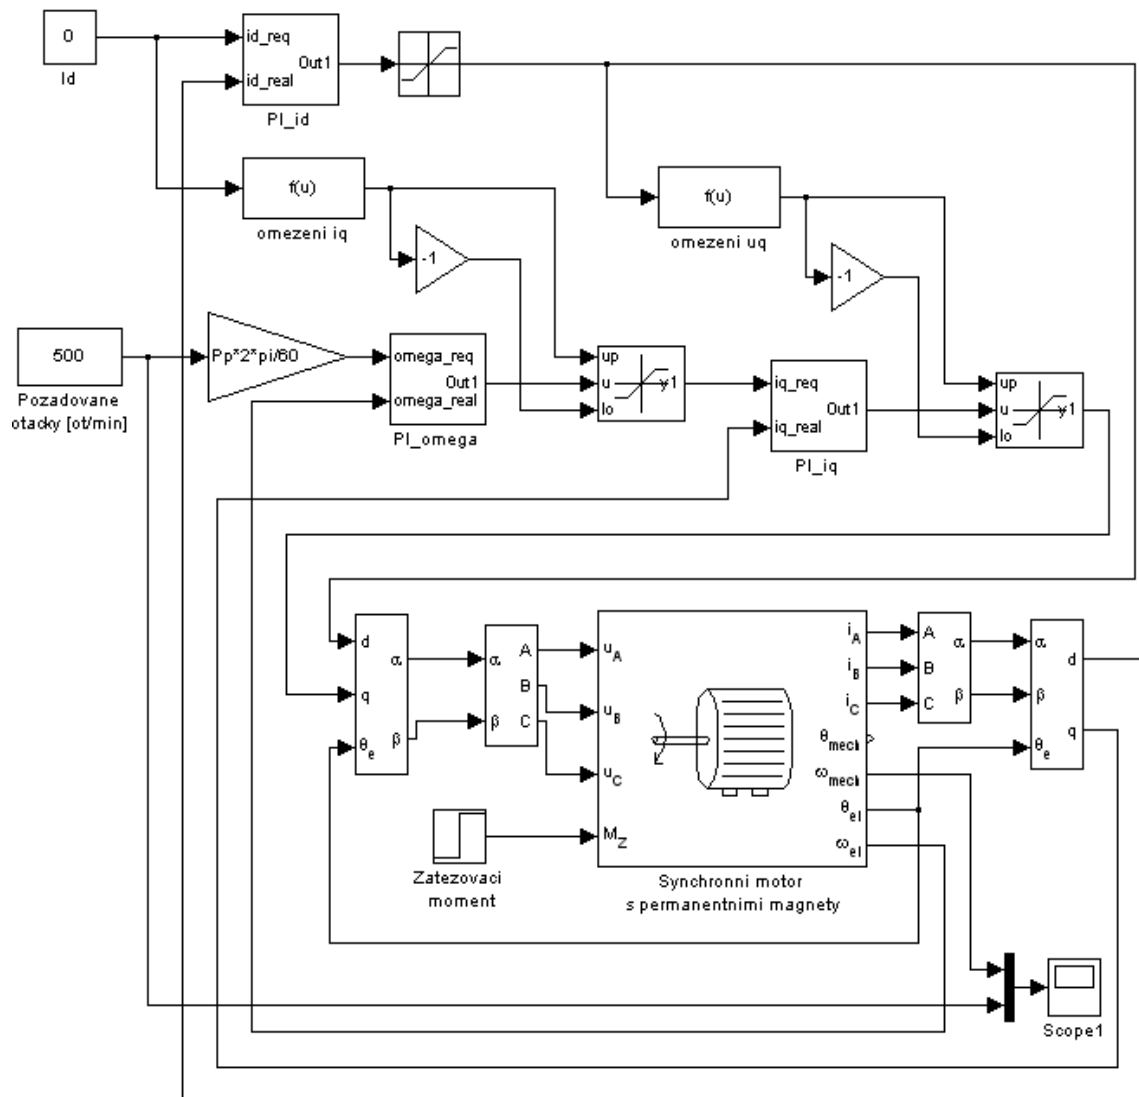 0
Id
id_req
id_real
Out1
PI_id
f(u)
omezeni iq
-1
f(u)
omezeni uq
-1
500
Pozadovane
otacky [ot/min]
Pp*2*pi/60
omega_req
omega_real
Out1
PI_omega
up
u
lo
y1
iq_req
iq_real
Out1
PI_iq
up
u
lo
y1
d
q
θe
α
β
α
β
A
B
C
uA
uB
uC
MZ
iA
iB
iC
θmech
ωmech
θel
ωel
Synchronni motor
s permanentnimi magnety
A
B
C
α
β
α
β
θe
d
q
Zatezovaci
moment
Scope1